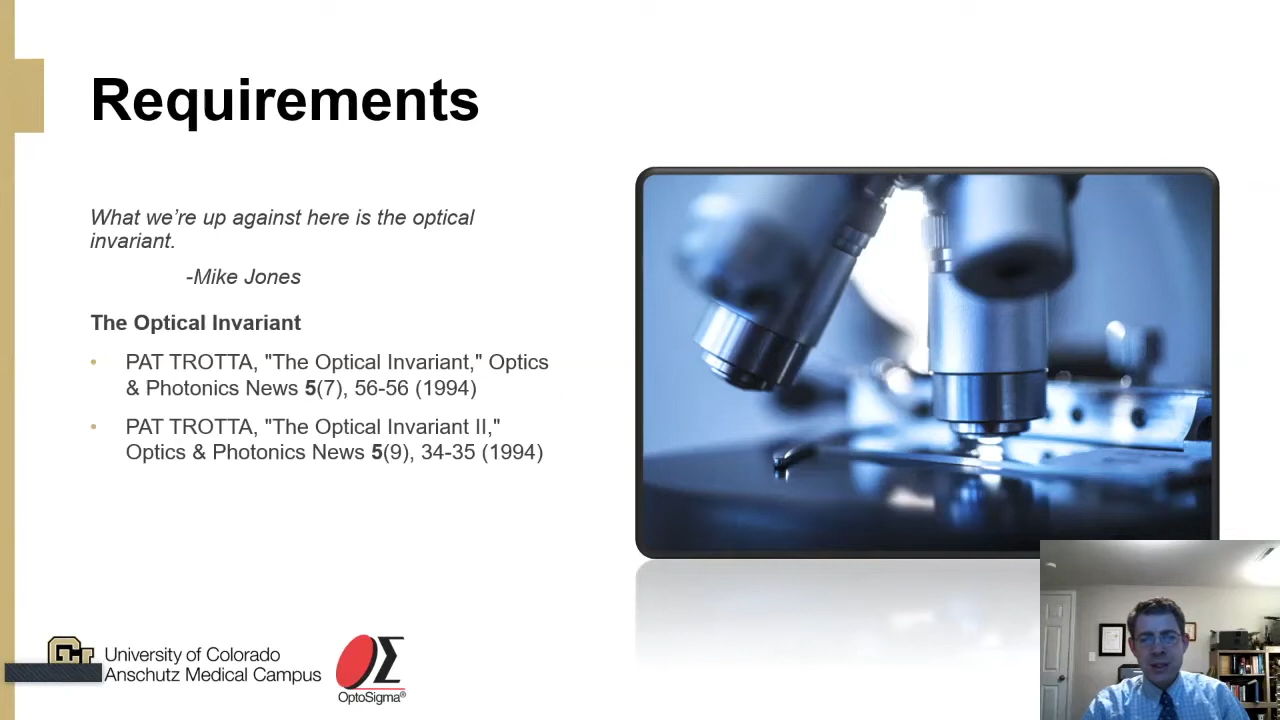 Requirements
What we're up against here is the optical
invariant.
-Mike Jones
The Optical Invariant
• PAT TROTTA, "The Optical Invariant," Optics
& Photonics News 5(7), 56-56 (1994)
• PAT TROTTA, "The Optical Invariant II,"
Optics & Photonics News 5(9), 34-35 (1994)
University of Colorado
Anschutz Medical Campus
OptoSigma®